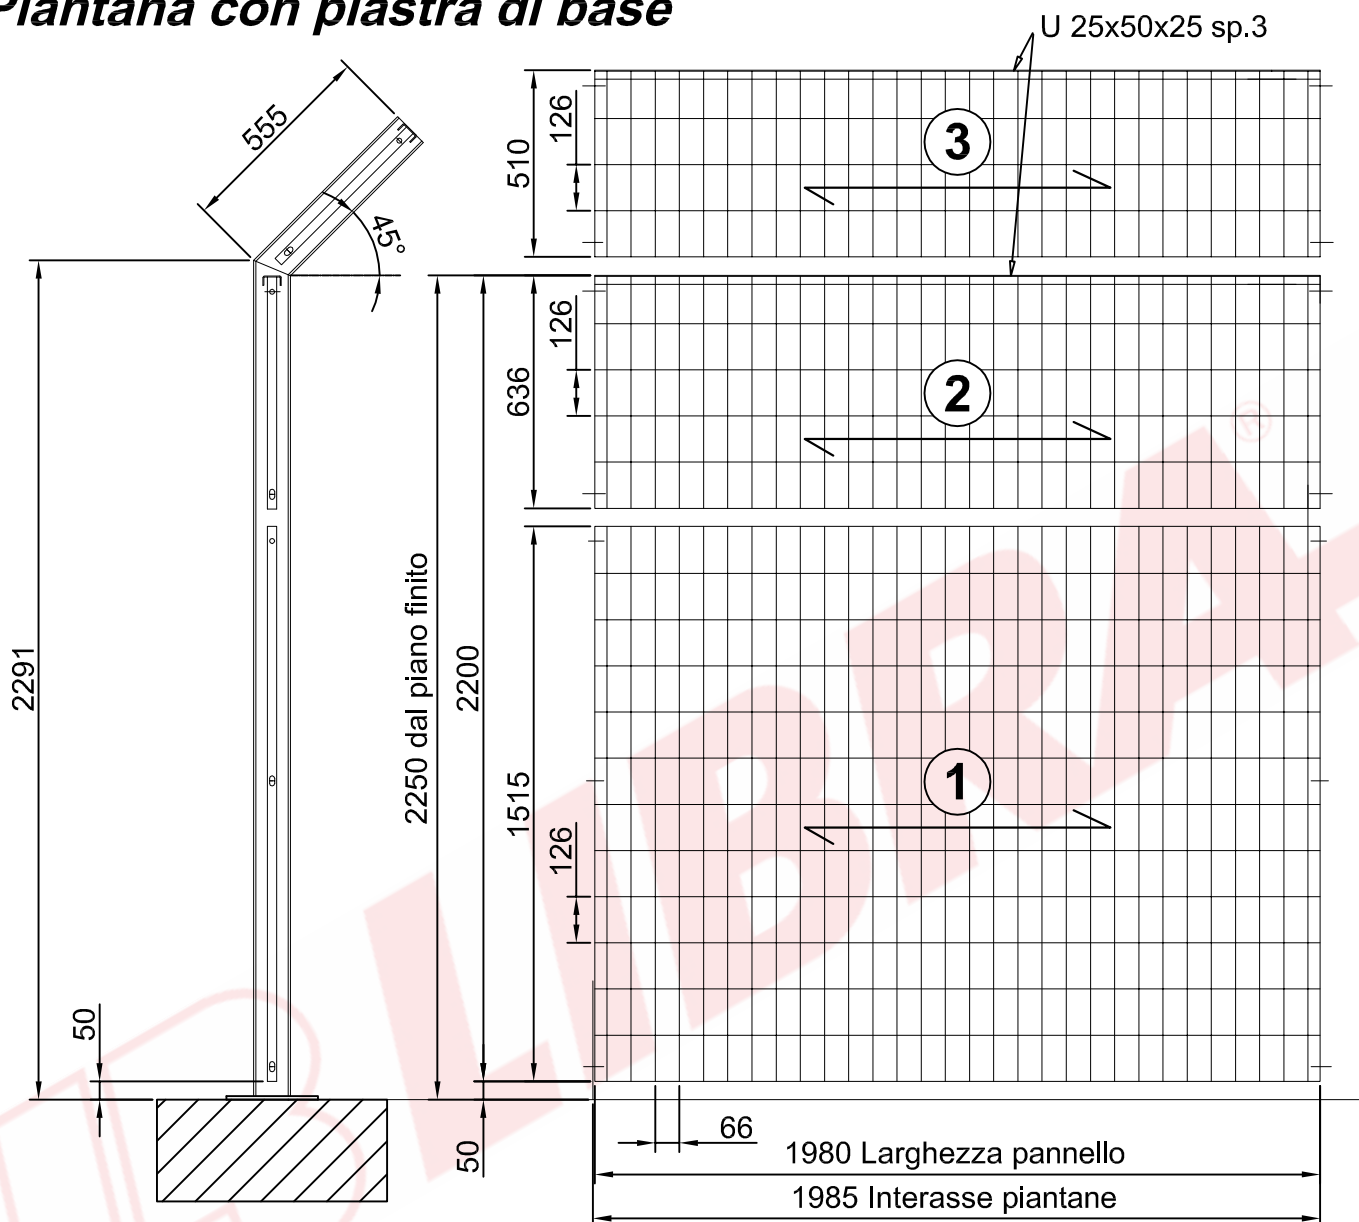 Piantana con piastra di base
U 25x50x25 sp.3
555
45°
510
126
3
126
636
2
2291
2250 dal piano finito
2200
1515
1
126
50
50
66
1980 Larghezza pannello
1985 Interasse piantane
LIBRA®